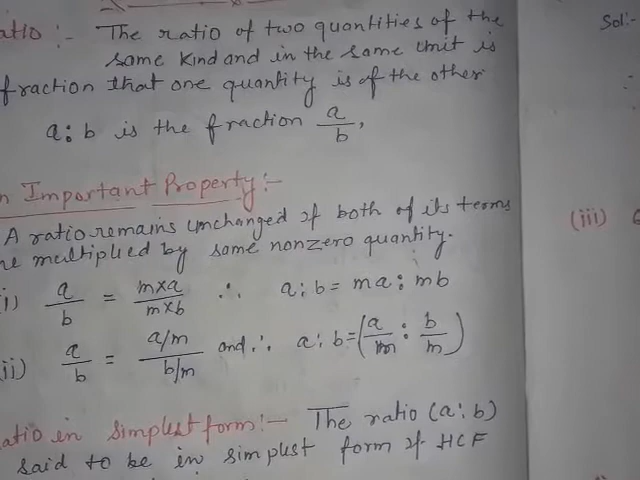 atio :- The ratio of two quantities of the
same kind and in the same unit is
fraction that one quantity is of the other
a:b is the fraction a/b,
n Important Property:-
A ratio remains unchanged if both of its terms
re multiplied by some nonzero quantity.
i) a/b = m×a/m×b ∴ a:b = ma:mb
ii) a/b = a/m/b/m and ∴ a:b = (a/m : b/m)
atio in simplest form:- The ratio (a:b)
said to be in simplest form if HCF
Sol:-
(iii)